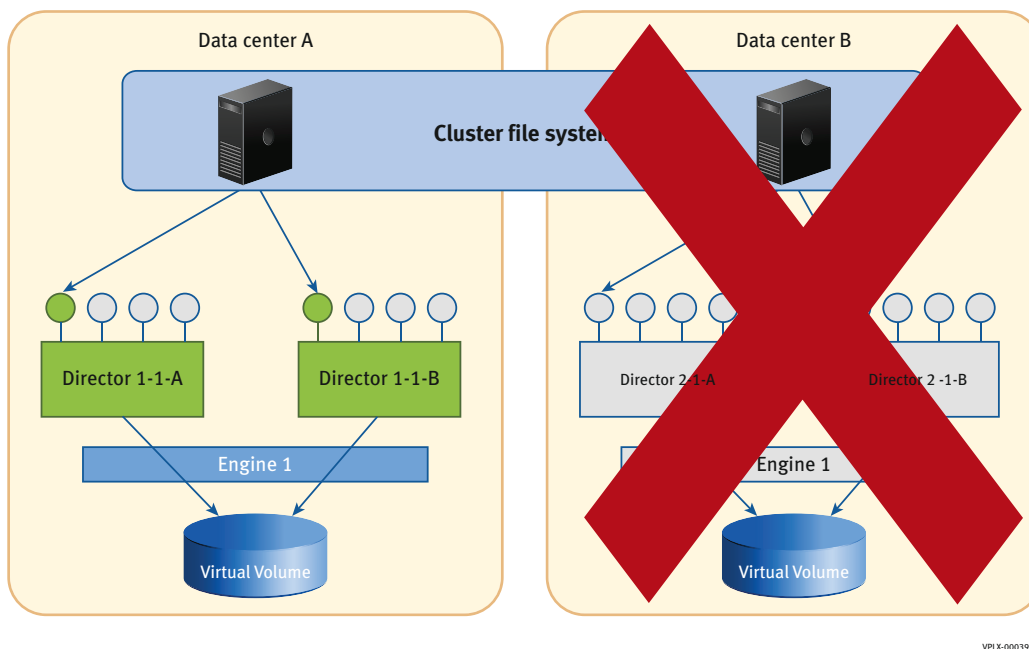 Data center A
Data center B
Cluster file system
Director 1-1-A
Director 1-1-B
Director 2-1-A
Director 2 -1-B
Engine 1
Engine 1
Virtual Volume
Virtual Volume
VPLX-00039